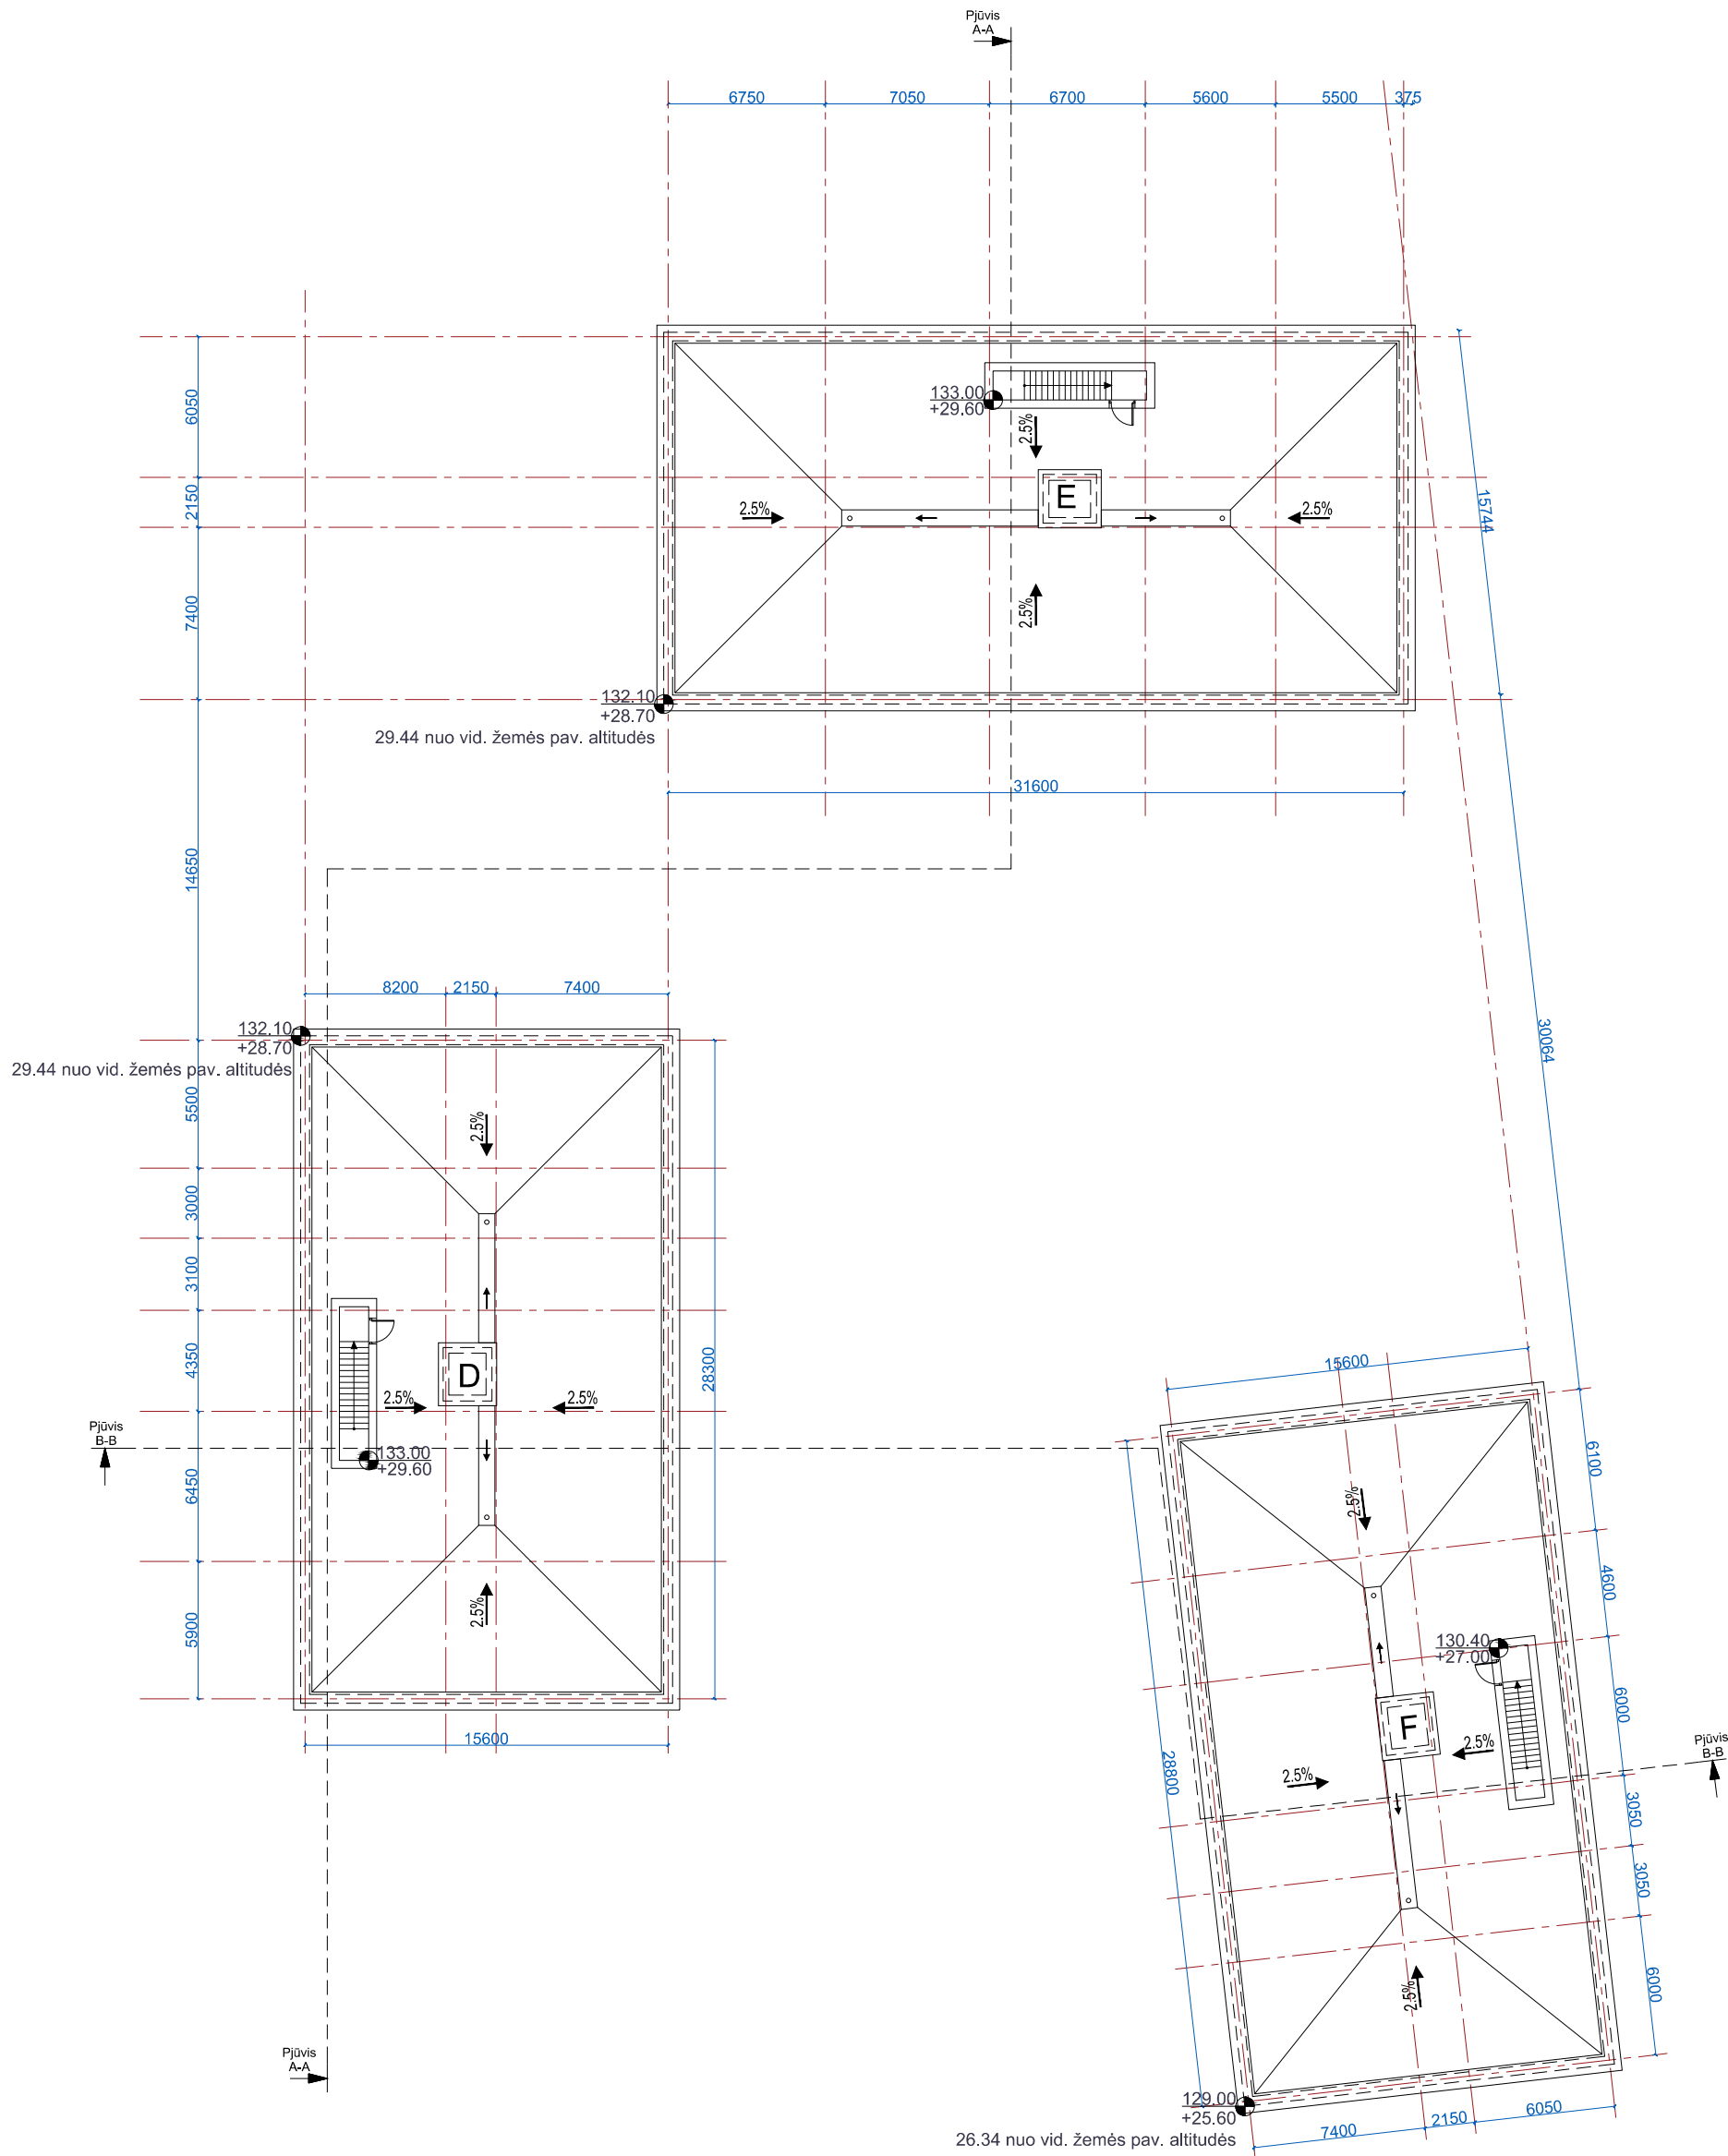 Pjūvis
A-A
6750 7050 6700 5600 5500 375
6050
2150
7400
14650
133.00
+29.60
2.5%
E
2.5%
2.5%
2.5%
15744
132.10
+28.70
29.44 nuo vid. žemės pav. altitudės
31600
30064
8200 2150 7400
132.10
+28.70
29.44 nuo vid. žemės pav. altitudės
5500
3000
3100
4350
6450
5900
2.5%
D
2.5%
2.5%
28300
133.00
+29.60
2.5%
15600
Pjūvis
B-B
15600
6100
4600
6000
3050
3050
6000
2.5%
130.40
+27.00
F
2.5%
2.5%
28800
Pjūvis
B-B
2.5%
Pjūvis
A-A
129.00
+25.60
26.34 nuo vid. žemės pav. altitudės
7400 2150 6050